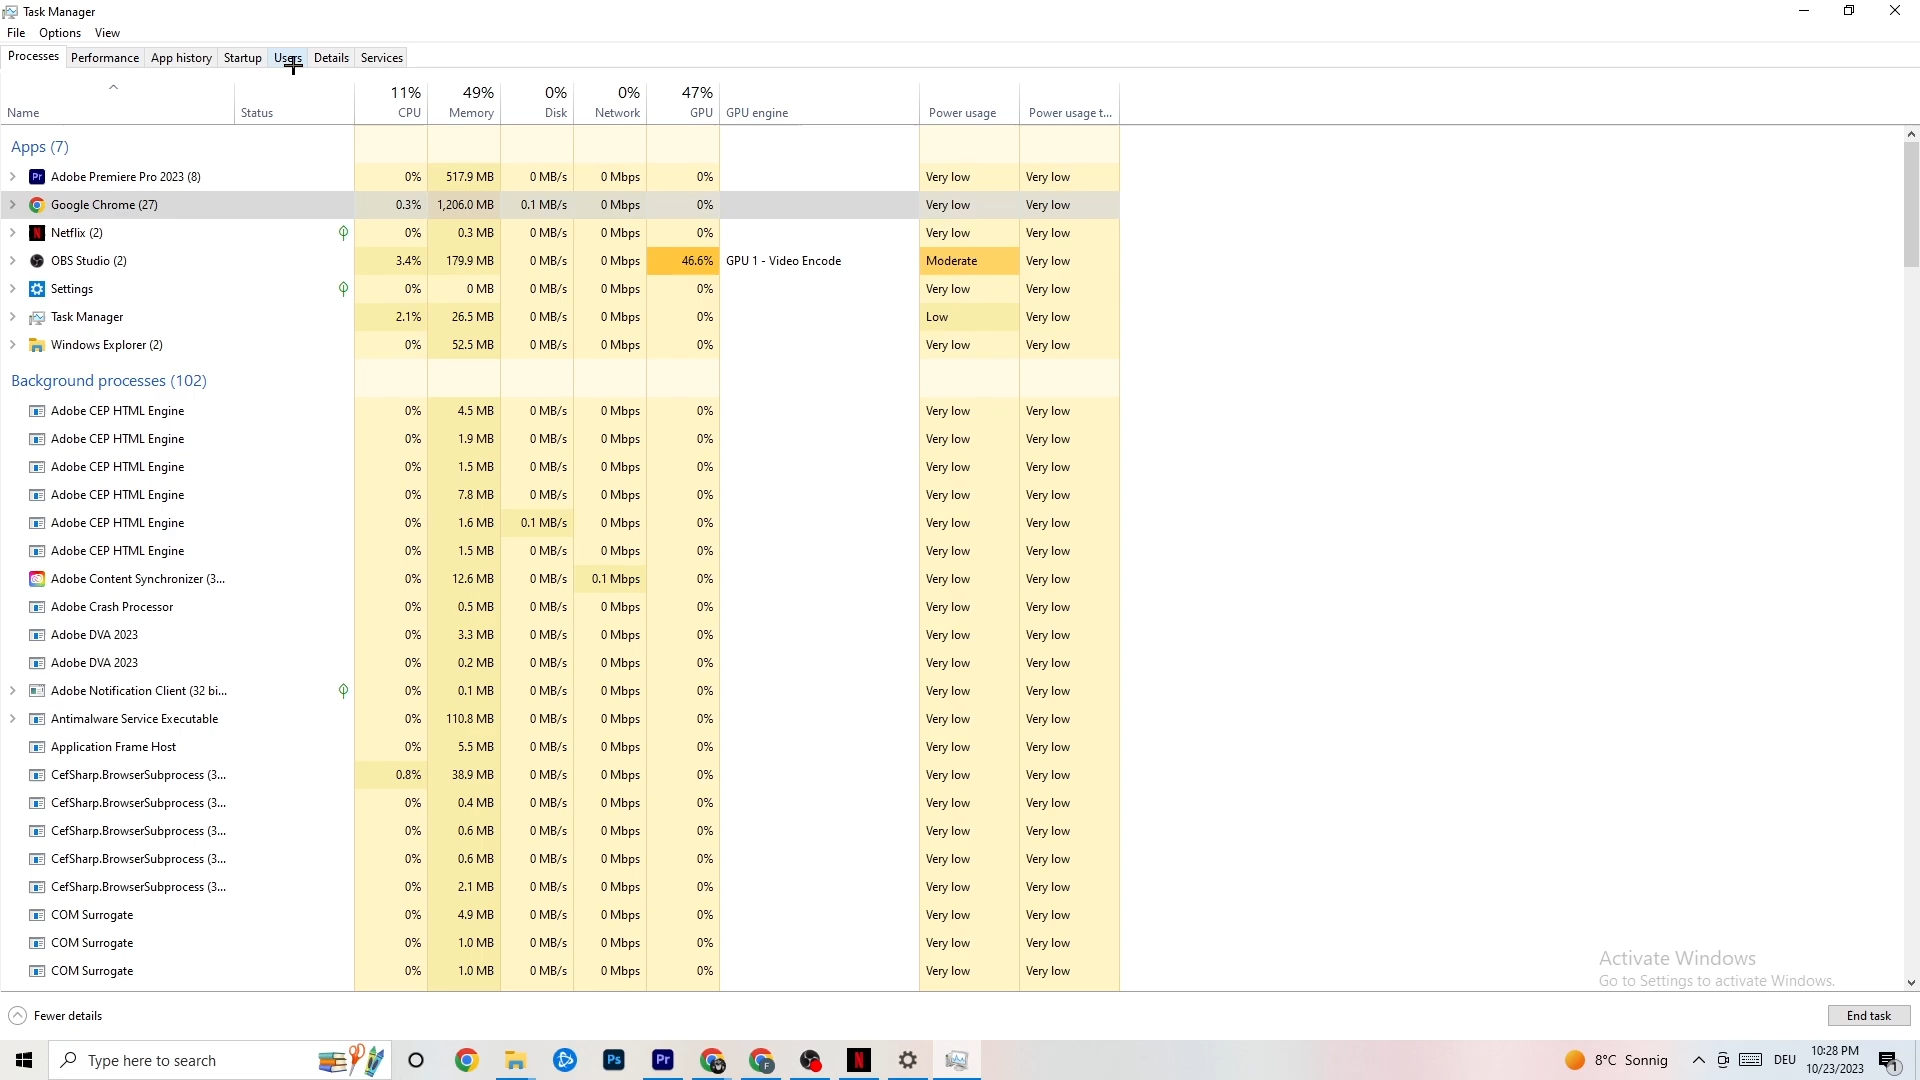 Task Manager
File Options View
Processes Performance App history Startup Users Details Services
11% 49% 0% 0% 47%
Name Status CPU Memory Disk Network GPU GPU engine Power usage Power usage t...
Apps (7)
Pr Adobe Premiere Pro 2023 (8) 0% 517.9 MB 0 MB/s 0 Mbps 0% Very low Very low
Google Chrome (27) 0.3% 1,206.0 MB 0.1 MB/s 0 Mbps 0% Very low Very low
N Netflix (2) 0% 0.3 MB 0 MB/s 0 Mbps 0% Very low Very low
OBS Studio (2) 3.4% 179.9 MB 0 MB/s 0 Mbps 46.6% GPU 1 - Video Encode Moderate Very low
Settings 0% 0 MB 0 MB/s 0 Mbps 0% Very low Very low
Task Manager 2.1% 26.5 MB 0 MB/s 0 Mbps 0% Low Very low
Windows Explorer (2) 0% 52.5 MB 0 MB/s 0 Mbps 0% Very low Very low
Background processes (102)
Adobe CEP HTML Engine 0% 4.5 MB 0 MB/s 0 Mbps 0% Very low Very low
Adobe CEP HTML Engine 0% 1.9 MB 0 MB/s 0 Mbps 0% Very low Very low
Adobe CEP HTML Engine 0% 1.5 MB 0 MB/s 0 Mbps 0% Very low Very low
Adobe CEP HTML Engine 0% 7.8 MB 0 MB/s 0 Mbps 0% Very low Very low
Adobe CEP HTML Engine 0% 1.6 MB 0.1 MB/s 0 Mbps 0% Very low Very low
Adobe CEP HTML Engine 0% 1.5 MB 0 MB/s 0 Mbps 0% Very low Very low
Adobe Content Synchronizer (3... 0% 12.6 MB 0 MB/s 0.1 Mbps 0% Very low Very low
Adobe Crash Processor 0% 0.5 MB 0 MB/s 0 Mbps 0% Very low Very low
Adobe DVA 2023 0% 3.3 MB 0 MB/s 0 Mbps 0% Very low Very low
Adobe DVA 2023 0% 0.2 MB 0 MB/s 0 Mbps 0% Very low Very low
Adobe Notification Client (32 bi... 0% 0.1 MB 0 MB/s 0 Mbps 0% Very low Very low
Antimalware Service Executable 0% 110.8 MB 0 MB/s 0 Mbps 0% Very low Very low
Application Frame Host 0% 5.5 MB 0 MB/s 0 Mbps 0% Very low Very low
CefSharp.BrowserSubprocess (3... 0.8% 38.9 MB 0 MB/s 0 Mbps 0% Very low Very low
CefSharp.BrowserSubprocess (3... 0% 0.4 MB 0 MB/s 0 Mbps 0% Very low Very low
CefSharp.BrowserSubprocess (3... 0% 0.6 MB 0 MB/s 0 Mbps 0% Very low Very low
CefSharp.BrowserSubprocess (3... 0% 0.6 MB 0 MB/s 0 Mbps 0% Very low Very low
CefSharp.BrowserSubprocess (3... 0% 2.1 MB 0 MB/s 0 Mbps 0% Very low Very low
COM Surrogate 0% 4.9 MB 0 MB/s 0 Mbps 0% Very low Very low
COM Surrogate 0% 1.0 MB 0 MB/s 0 Mbps 0% Very low Very low
COM Surrogate 0% 1.0 MB 0 MB/s 0 Mbps 0% Very low Very low
Activate Windows
Go to Settings to activate Windows.
Fewer details End task
Type here to search Ps Pr F N 8°C Sonnig DEU 10:28 PM
10/23/2023 1